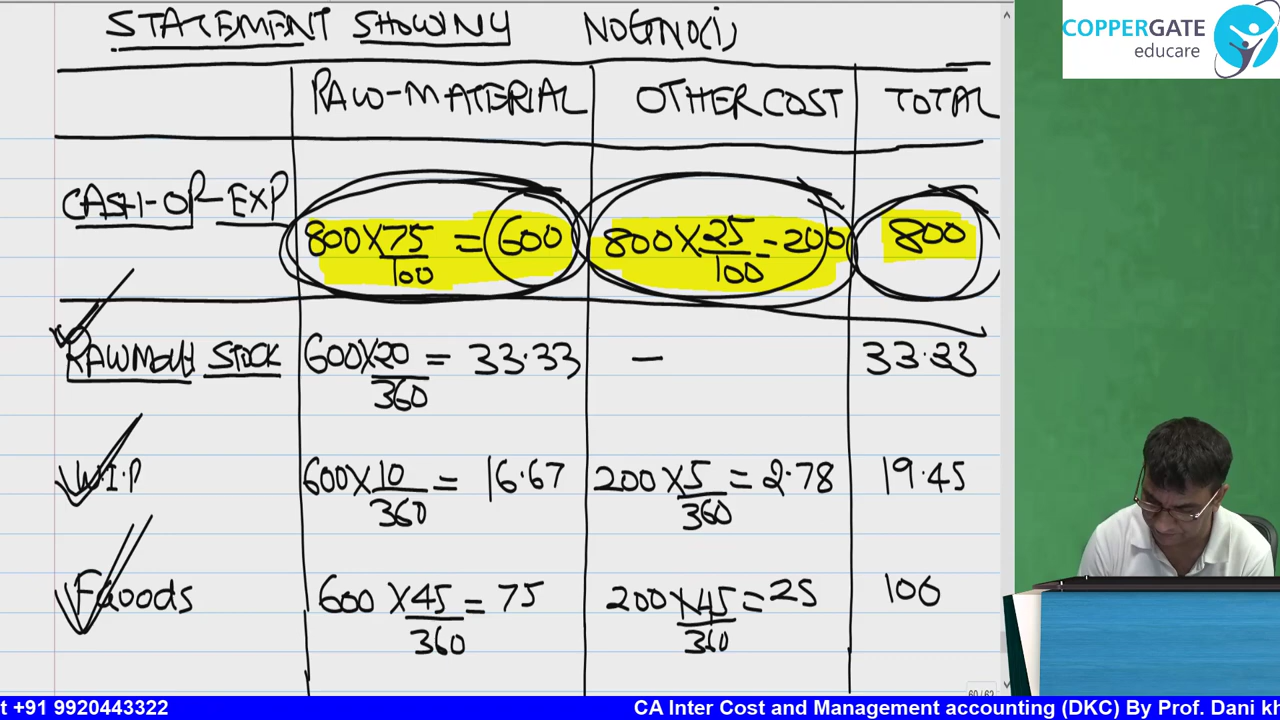 STATEMENT SHOWING NOGNO(i)
COPPERGATE
educare
RAW-MATERIAL OTHER COST TOTAL
CASH-OP-EXP 800×75/100 = 600 800×25/100 = 200 800
RAW Matl STOCK 600×20/360 = 33.33 — 33.33
W.I.P 600×10/360 = 16.67 200×5/360 = 2.78 19.45
FGoods 600×45/360 = 75 200×45/360 = 25 100
60/63
t +91 9920443322 CA Inter Cost and Management accounting (DKC) By Prof. Dani kh